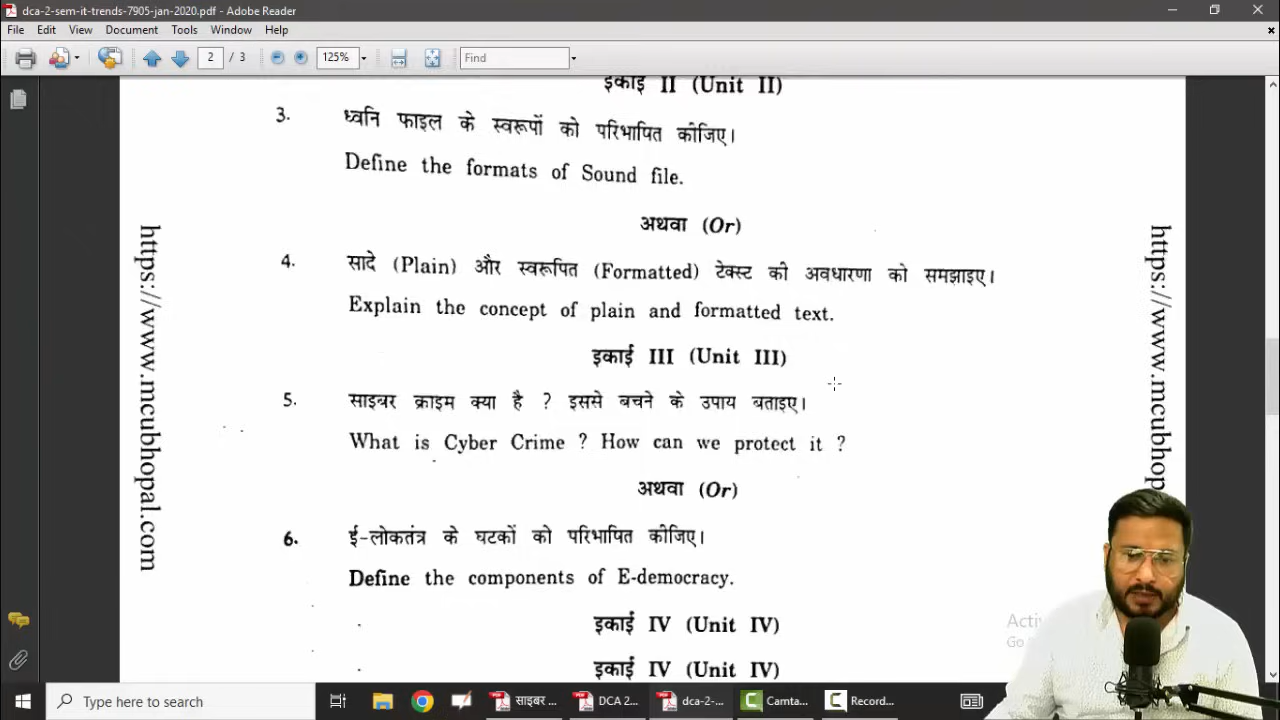 dca-2-sem-it-trends-7905-jan-2020.pdf - Adobe Reader
File Edit View Document Tools Window Help
2 / 3 125% Find
इकाई II (Unit II)
3. ध्वनि फाइल के स्वरूपों को परिभाषित कीजिए।
Define the formats of Sound file.
अथवा (Or)
4. सादे (Plain) और स्वरूपित (Formatted) टेक्स्ट की अवधारणा को समझाइए।
Explain the concept of plain and formatted text.
इकाई III (Unit III)
5. साइबर क्राइम क्या है ? इससे बचने के उपाय बताइए।
What is Cyber Crime ? How can we protect it ?
अथवा (Or)
6. ई-लोकतंत्र के घटकों को परिभाषित कीजिए।
Define the components of E-democracy.
इकाई IV (Unit IV)
इकाई IV (Unit IV)
https://www.mcubhopal.com
https://www.mcubhop
Activ
Go
Type here to search
साइबर ...
DCA 2...
dca-2-...
Camta...
Record...